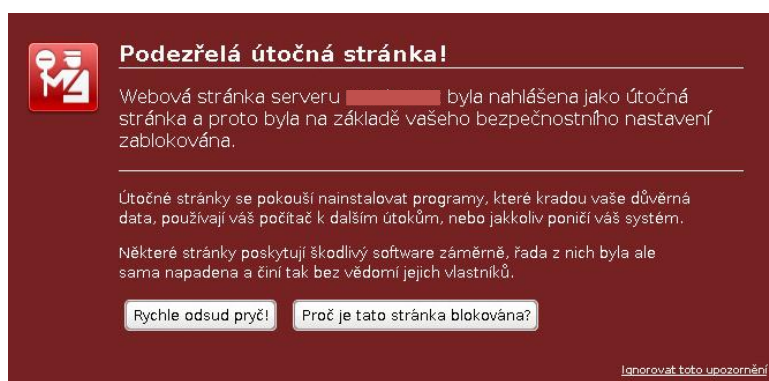 Podezřelá útočná stránka!
Webová stránka serveru byla nahlášena jako útočná
stránka a proto byla na základě vašeho bezpečnostního nastavení
zablokována.
Útočné stránky se pokouší nainstalovat programy, které kradou vaše důvěrná
data, používají váš počítač k dalším útokům, nebo jakkoliv poničí váš systém.
Některé stránky poskytují škodlivý software záměrně, řada z nich byla ale
sama napadena a činí tak bez vědomí jejich vlastníků.
Rychle odsud pryč! Proč je tato stránka blokována?
Ignorovat toto upozornění